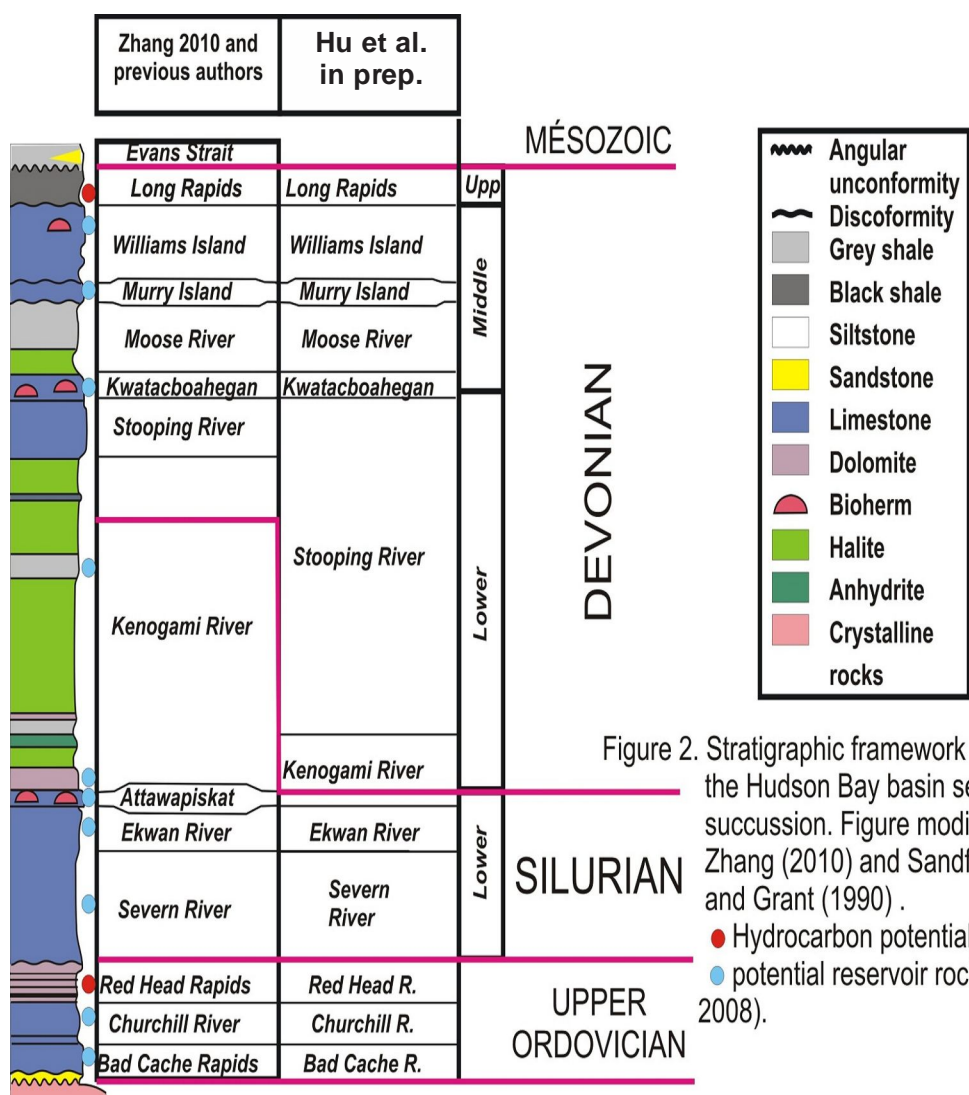 Zhang 2010 and
previous authors
Hu et al.
in prep.
Evans Strait
Long Rapids
Williams Island
Murry Island
Moose River
Kwatacboahegan
Stooping River
Kenogami River
Attawapiskat
Ekwan River
Severn River
Red Head Rapids
Churchill River
Bad Cache Rapids
Long Rapids
Williams Island
Murry Island
Moose River
Kwatacboahegan
Stooping River
Kenogami River
Ekwan River
Severn
River
Red Head R.
Churchill R.
Bad Cache R.
Upp
Middle
Lower
Lower
MÉSOZOIC
DEVONIAN
SILURIAN
UPPER
ORDOVICIAN
Angular
unconformity
Discoformity
Grey shale
Black shale
Siltstone
Sandstone
Limestone
Dolomite
Bioherm
Halite
Anhydrite
Crystalline
rocks
Figure 2. Stratigraphic framework
the Hudson Bay basin se
succussion. Figure modi
Zhang (2010) and Sandf
and Grant (1990) .
Hydrocarbon potential
potential reservoir roc
2008).